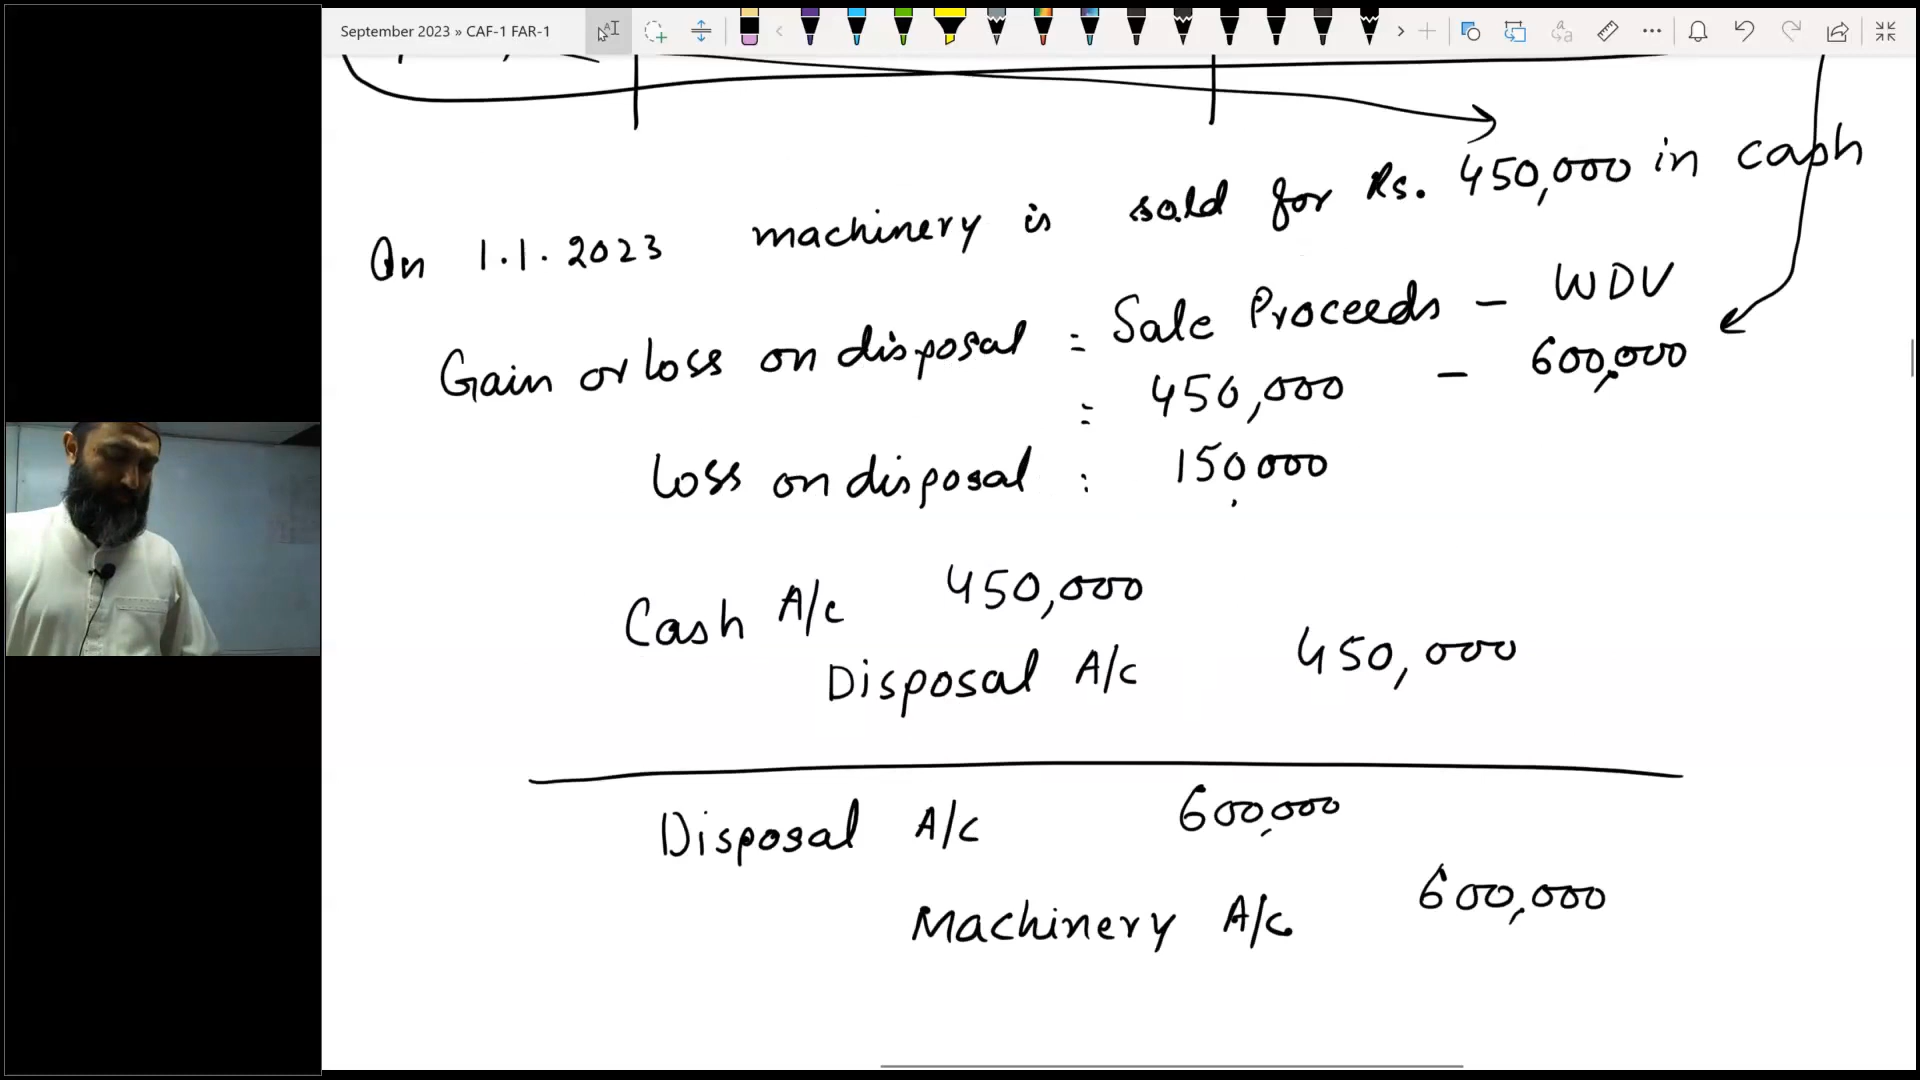 September 2023 » CAF-1 FAR-1
On 1.1.2023 machinery is sold for Rs. 450,000 in cash
Gain or loss on disposal = Sale Proceeds - WDV
= 450,000 - 600,000
Loss on disposal : 150,000
Cash A/c 450,000
Disposal A/c 450,000
Disposal A/c 600,000
Machinery A/c 600,000